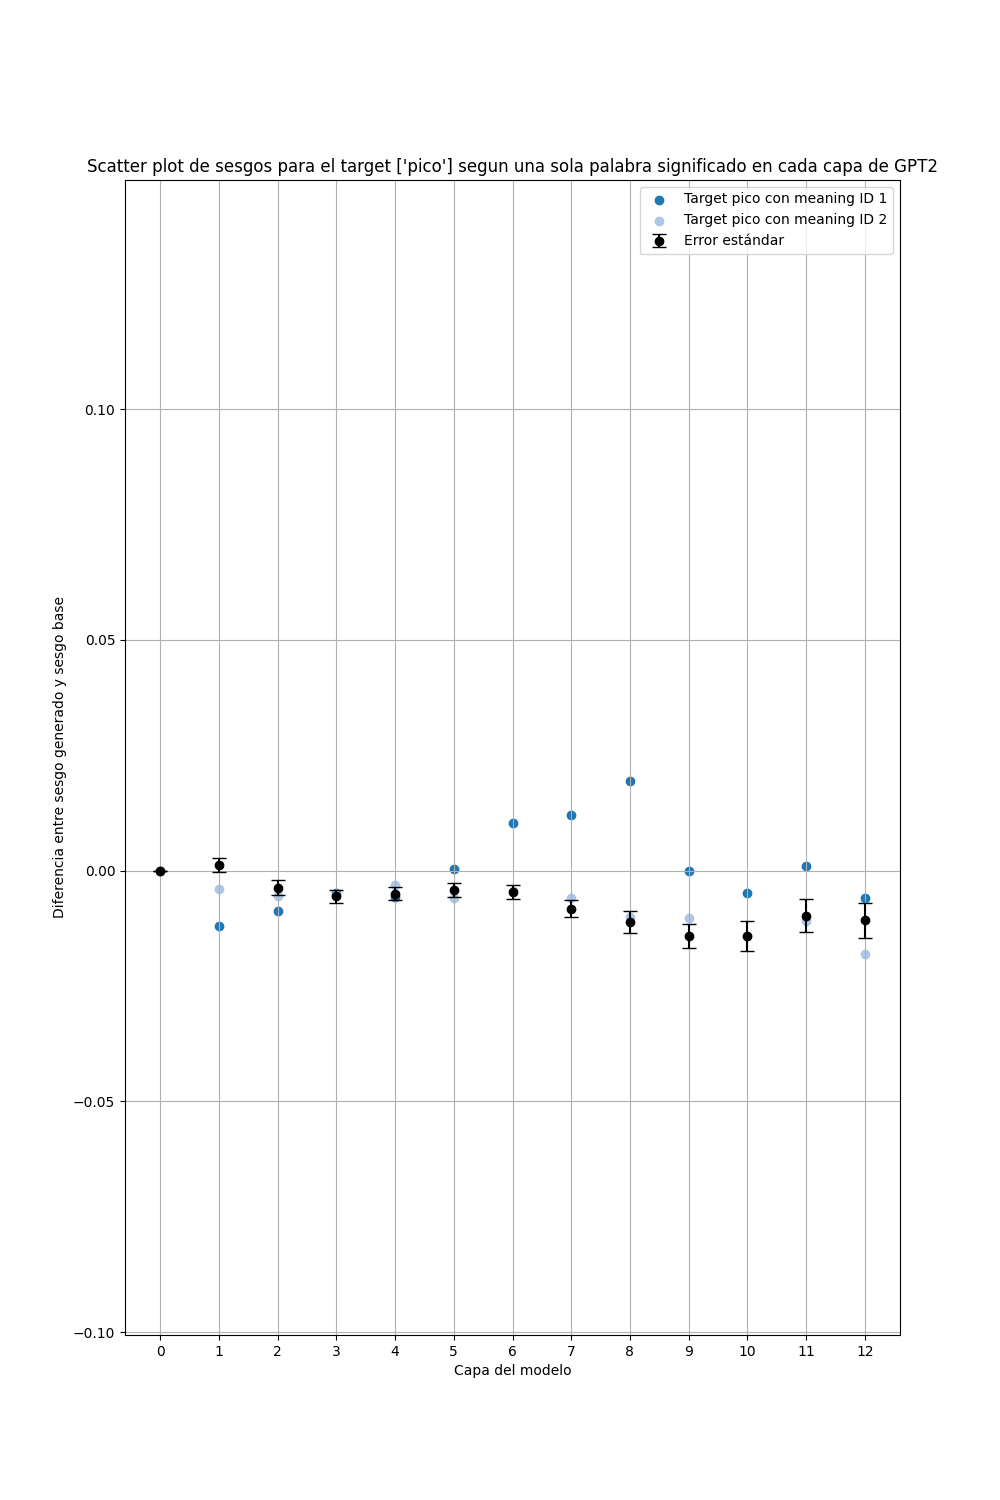 Scatter plot de sesgos para el target ['pico'] segun una sola palabra significado en cada capa de GPT2
Target pico con meaning ID 1
Target pico con meaning ID 2
Error estándar
Diferencia entre sesgo generado y sesgo base
0.10
0.05
0.00
−0.05
−0.10
0 1 2 3 4 5 6 7 8 9 10 11 12
Capa del modelo